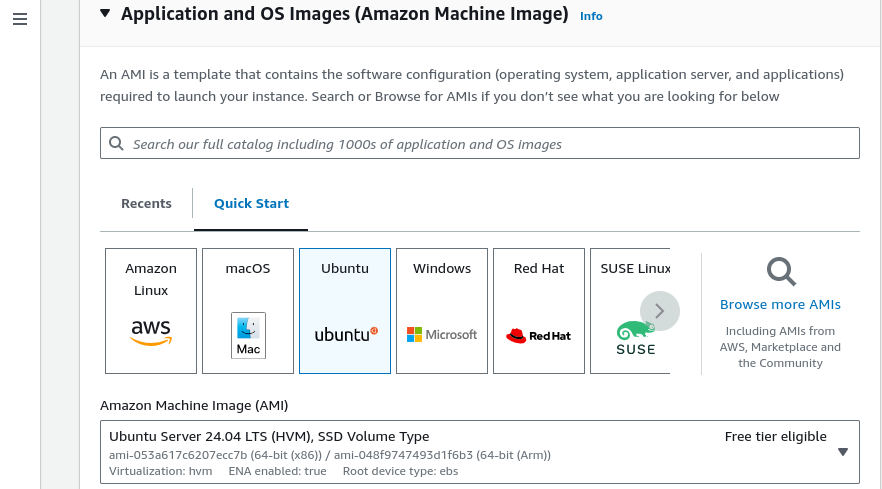 Application and OS Images (Amazon Machine Image) Info
An AMI is a template that contains the software configuration (operating system, application server, and applications)
required to launch your instance. Search or Browse for AMIs if you don’t see what you are looking for below
Search our full catalog including 1000s of application and OS images
Recents
Quick Start
Amazon
Linux
aws
macOS
Mac
Ubuntu
ubuntu
Windows
Microsoft
Red Hat
Red Hat
SUSE Linux
SUSE
Browse more AMIs
Including AMIs from
AWS, Marketplace and
the Community
Amazon Machine Image (AMI)
Ubuntu Server 24.04 LTS (HVM), SSD Volume Type
Free tier eligible
ami-053a617c6207ecc7b (64-bit (x86)) / ami-048f9747493d1f6b3 (64-bit (Arm))
Virtualization: hvm ENA enabled: true Root device type: ebs